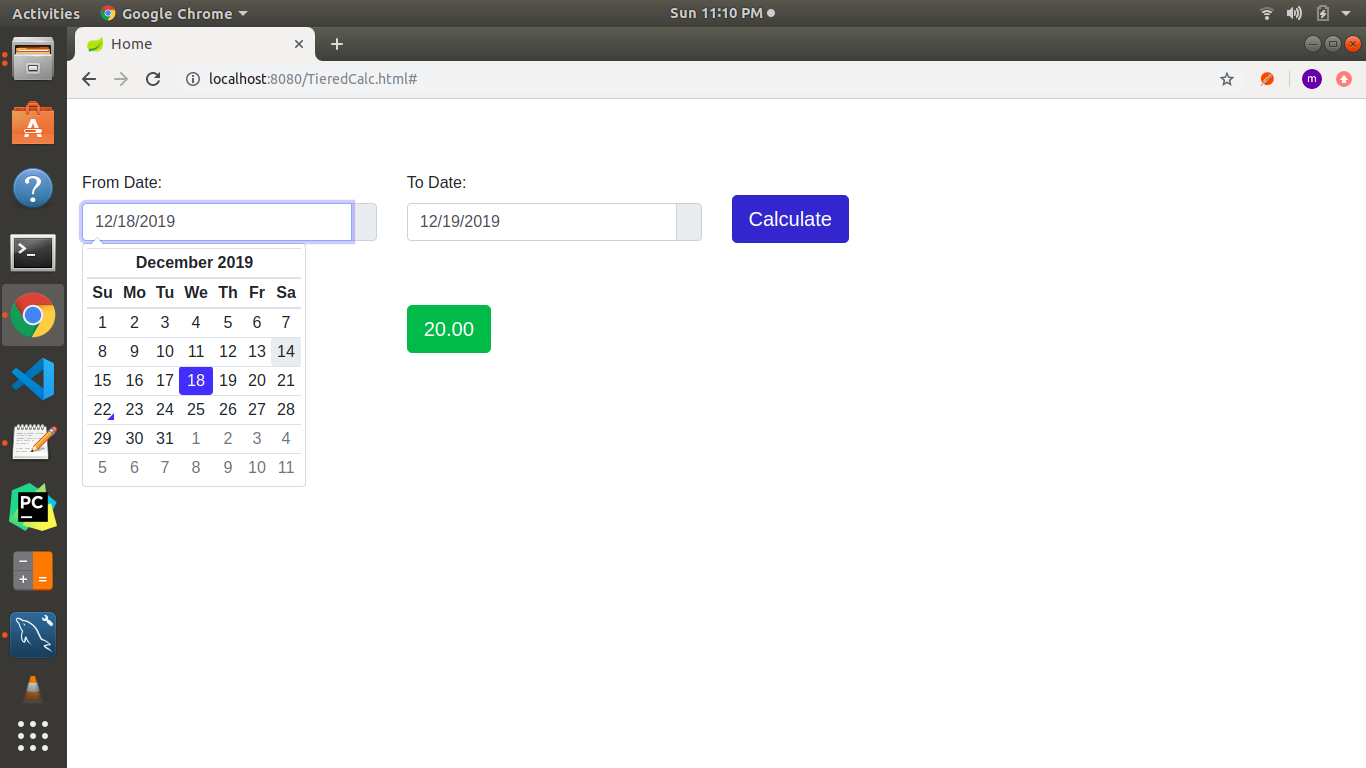 Activities Google Chrome Sun 11:10 PM
Home
localhost:8080/TieredCalc.html#
m
From Date: To Date:
12/18/2019 12/19/2019 Calculate
December 2019
Su Mo Tu We Th Fr Sa
1 2 3 4 5 6 7
8 9 10 11 12 13 14
15 16 17 18 19 20 21
22 23 24 25 26 27 28
29 30 31 1 2 3 4
5 6 7 8 9 10 11
20.00
A
?
>_
PC